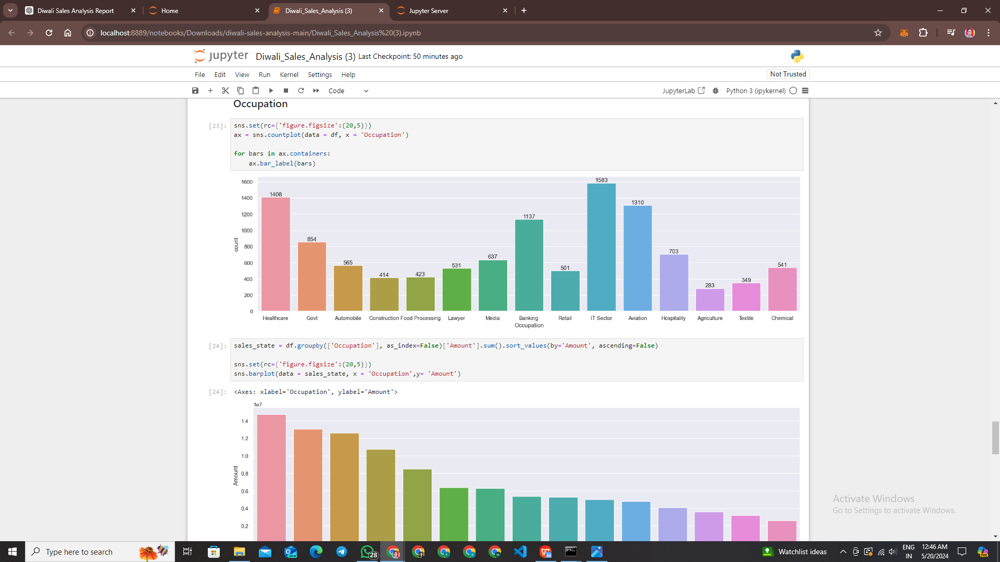 Diwali Sales Analysis Report
Home
Diwali_Sales_Analysis (3)
Jupyter Server
localhost:8889/notebooks/Downloads/diwali-sales-analysis-main/Diwali_Sales_Analysis%20(3).ipynb
jupyter Diwali_Sales_Analysis (3) Last Checkpoint: 50 minutes ago
File Edit View Run Kernel Settings Help
Not Trusted
Code
JupyterLab
Python 3 (ipykernel)
Occupation
[23]:
sns.set(rc={'figure.figsize':(20,5)})
ax = sns.countplot(data = df, x = 'Occupation')
for bars in ax.containers:
    ax.bar_label(bars)
1600
1400
1200
1000
800
600
400
200
0
count
1408
854
565
414
423
531
637
1137
501
1583
1310
703
283
349
541
Healthcare Govt Automobile Construction Food Processing Lawyer Media Banking Retail IT Sector Aviation Hospitality Agriculture Textile Chemical
Occupation
[24]:
sales_state = df.groupby(['Occupation'], as_index=False)['Amount'].sum().sort_values(by='Amount', ascending=False)
sns.set(rc={'figure.figsize':(20,5)})
sns.barplot(data = sales_state, x = 'Occupation',y= 'Amount')
[24]:
<Axes: xlabel='Occupation', ylabel='Amount'>
1e7
1.4
1.2
1.0
0.8
0.6
0.4
0.2
Amount
Activate Windows
Go to Settings to activate Windows.
Type here to search
NEW
28
Watchlist ideas
ENG
IN
12:46 AM
5/20/2024
PRE